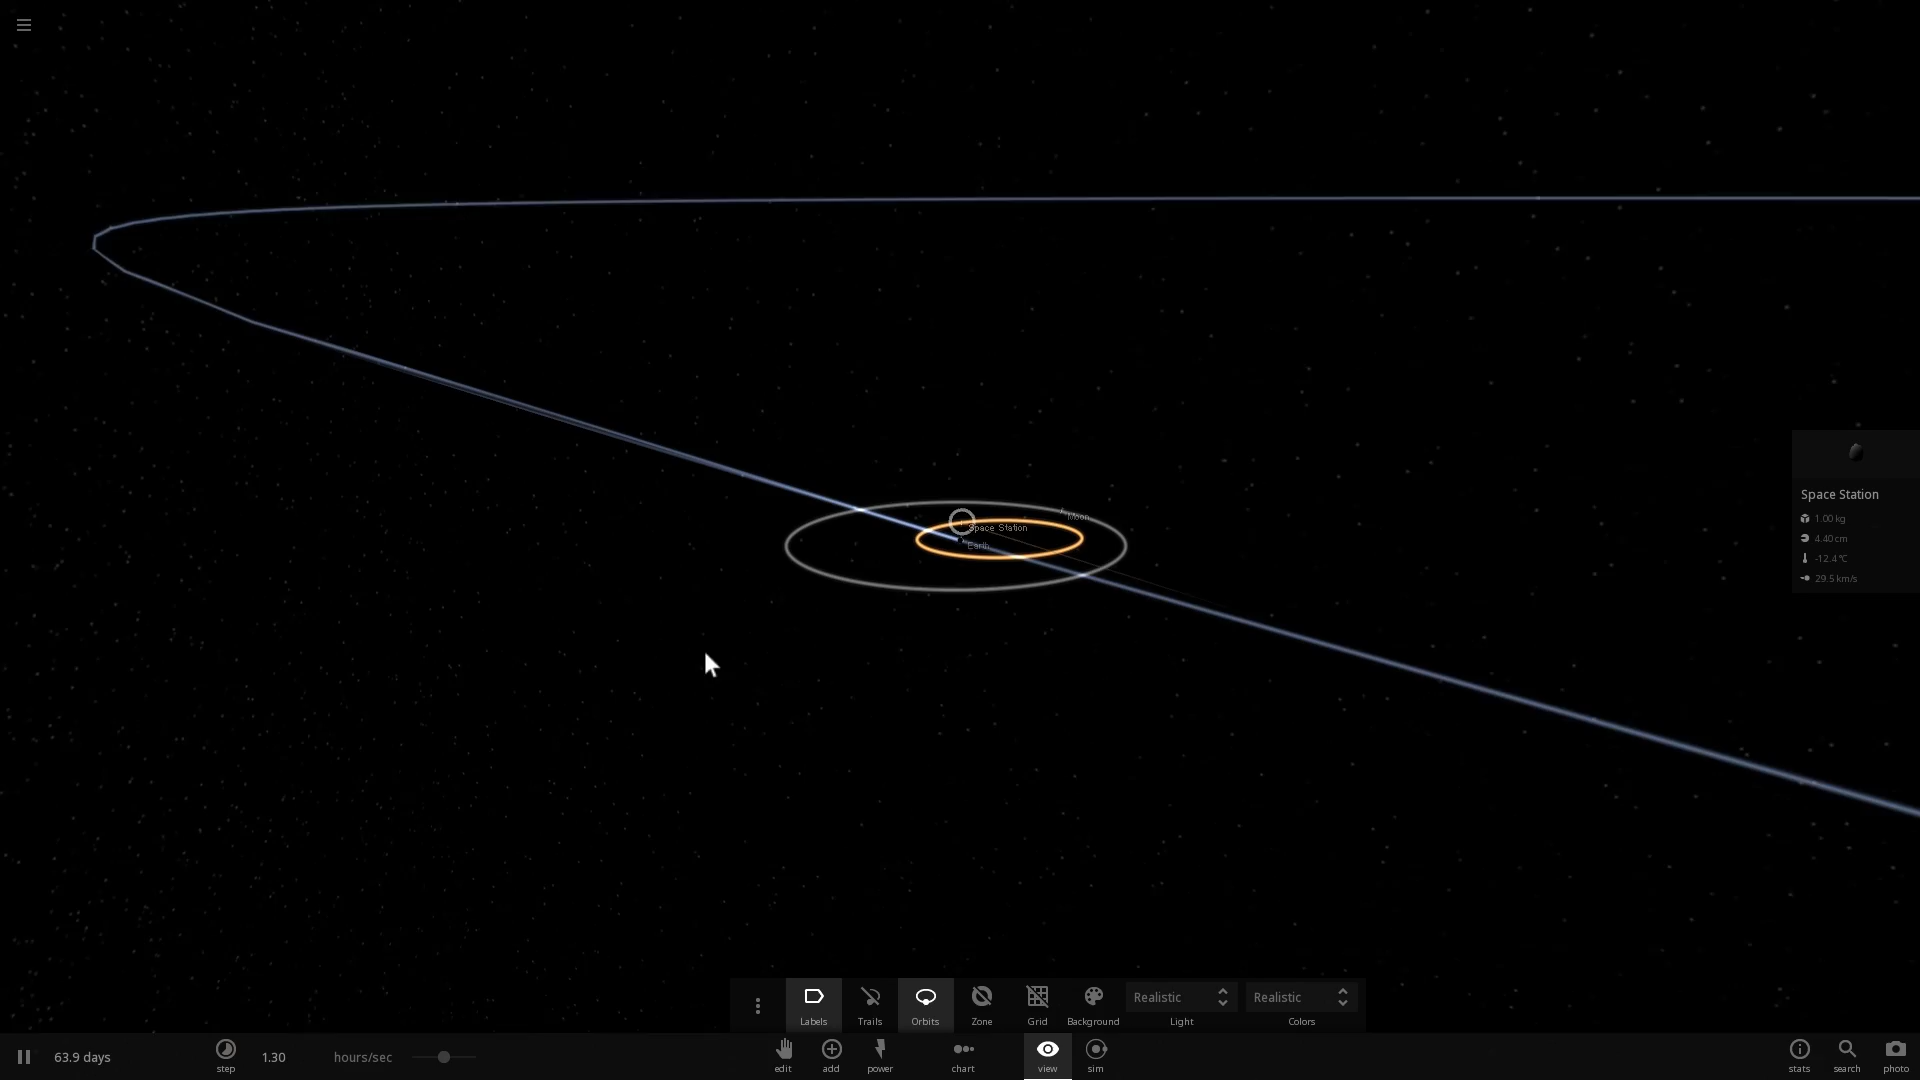 Moon
Space Station
Earth
Space Station
1.00 kg
4.40 cm
-12.4 °C
29.5 km/s
Labels
Trails
Orbits
Zone
Grid
Background
Realistic
Light
Realistic
Colors
63.9 days
step
1.30
hours/sec
edit
add
power
chart
view
sim
stats
search
photo